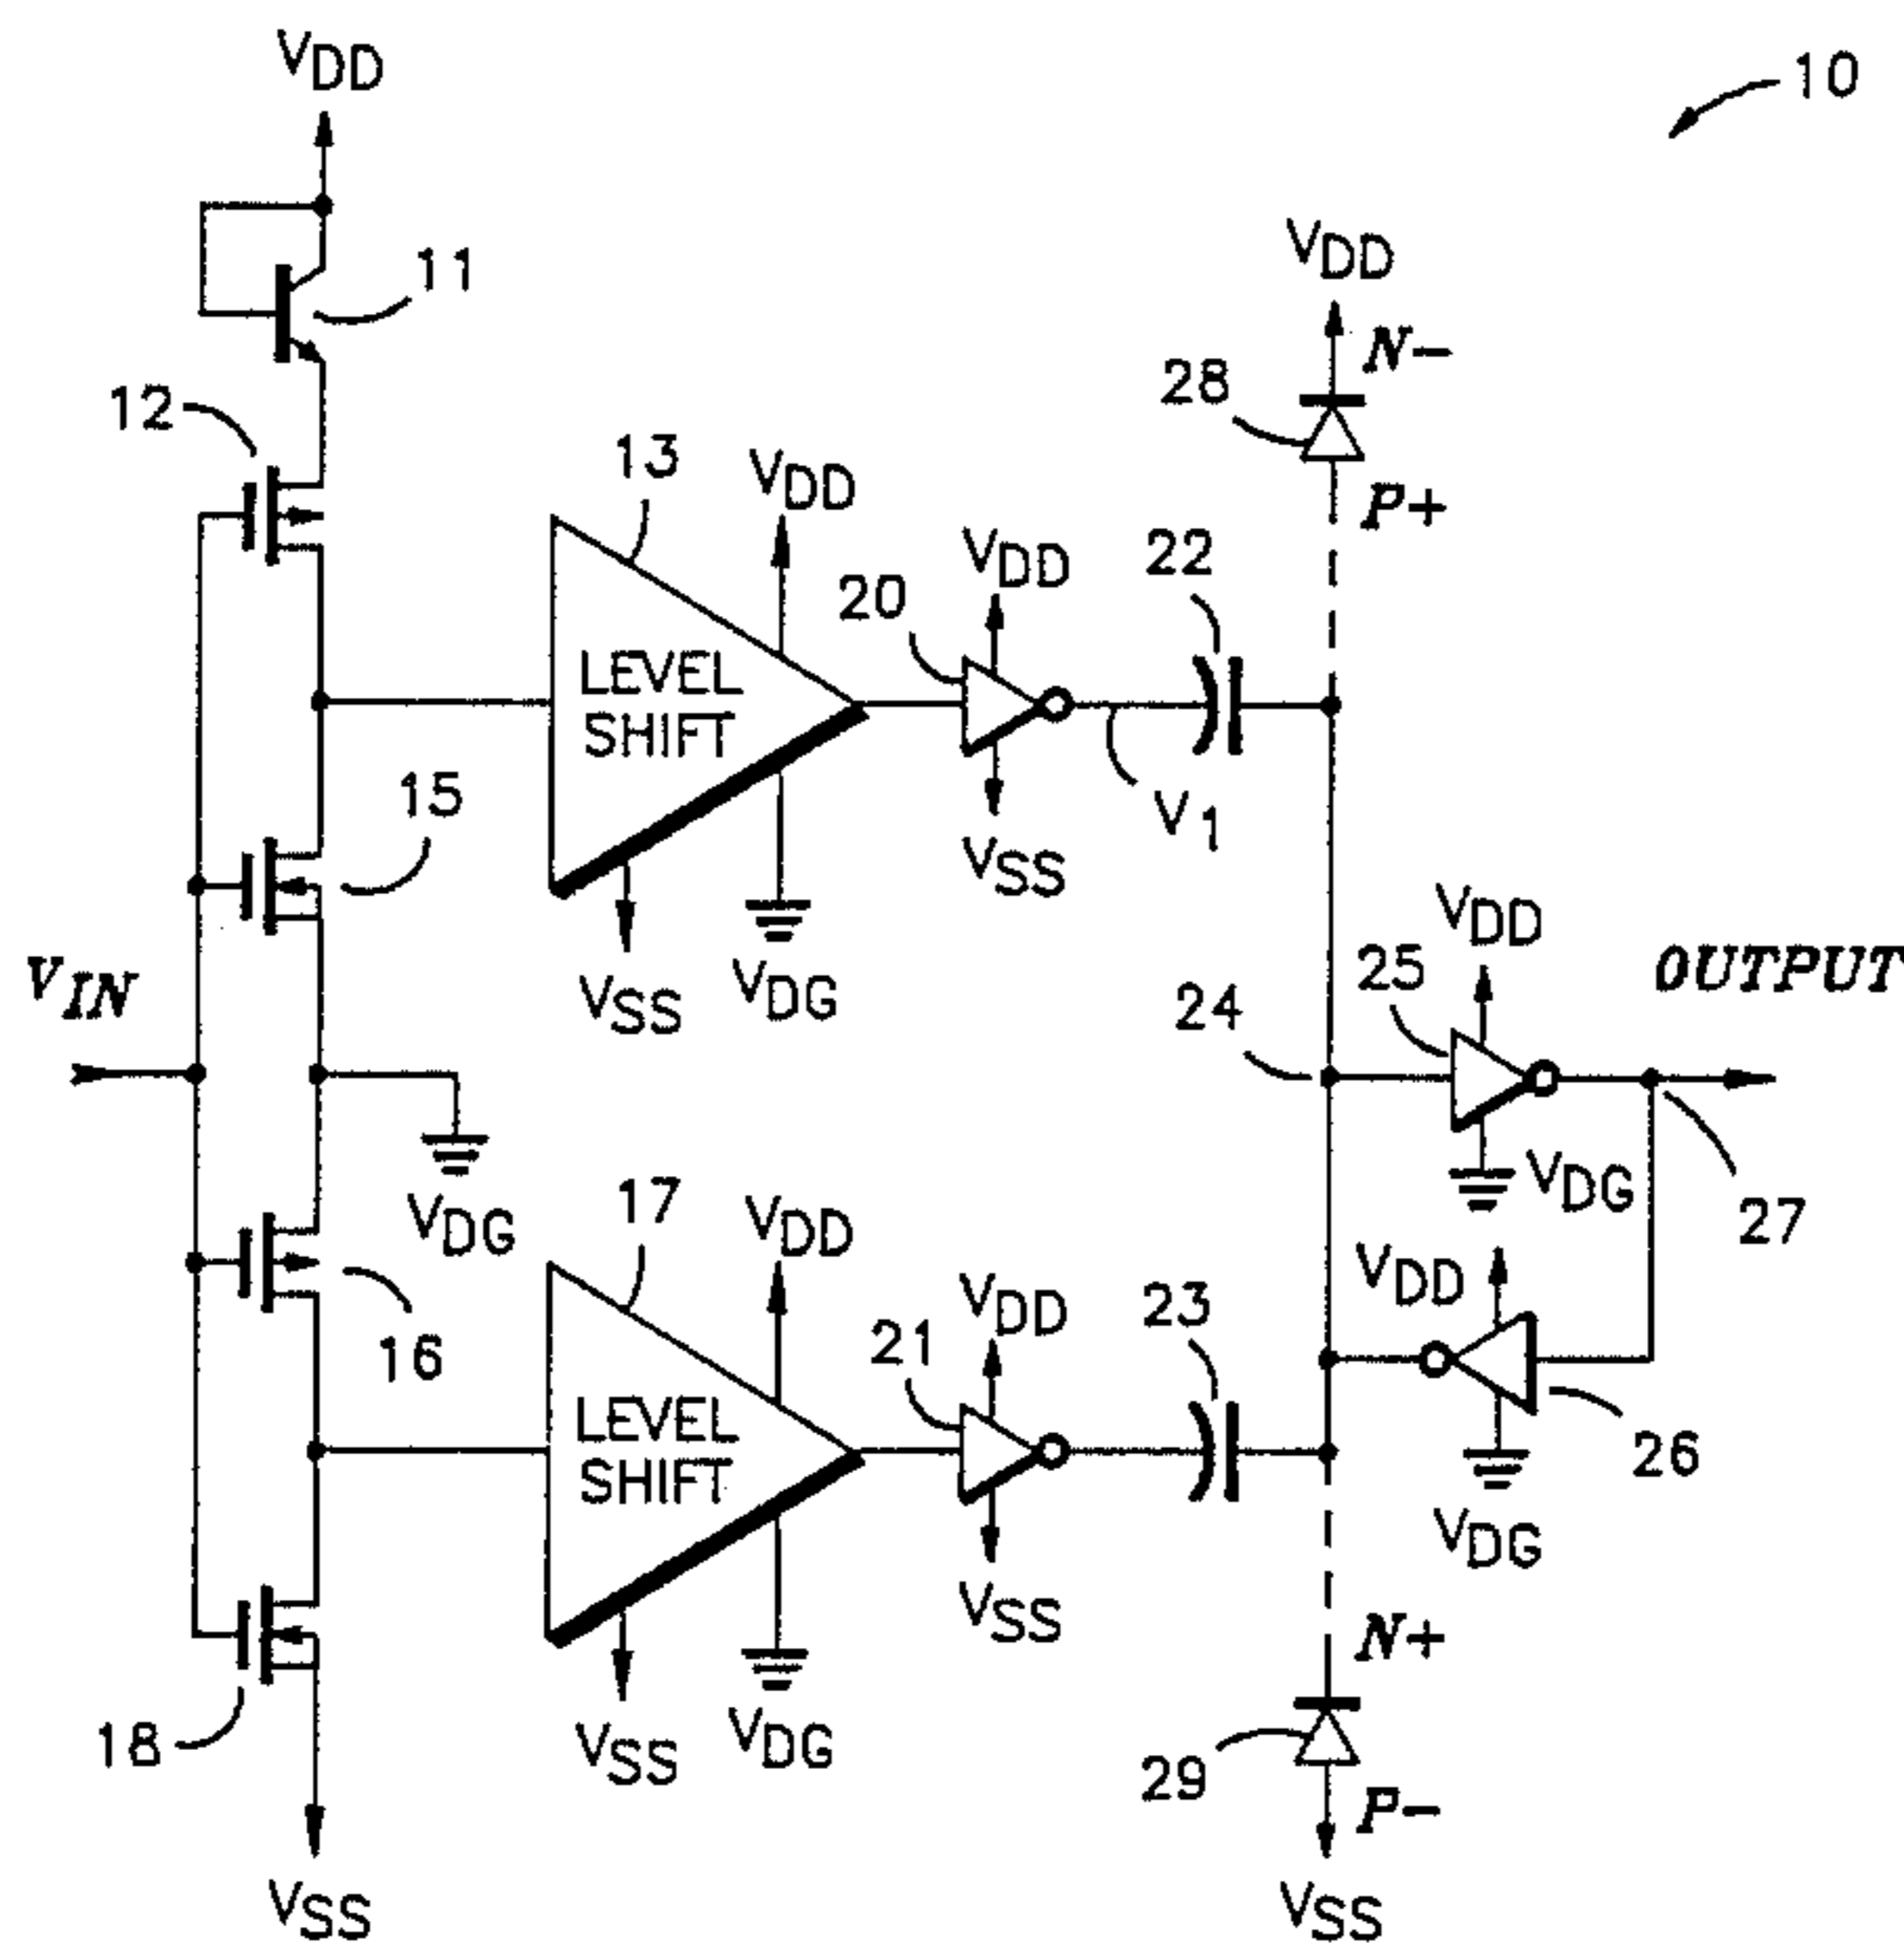 VDD
10
11
VDD
N-
28
12
P+
13
VDD
VDD
22
20
LEVEL
SHIFT
15
V1
VSS
VDD
VIN
VSS
VDG
24
25
OUTPUT
VDG
27
17
VDD
VDG
VDD
16
VDD
23
21
LEVEL
SHIFT
26
VDG
VSS
N+
18
VSS
VDG
29
P-
VSS
VSS